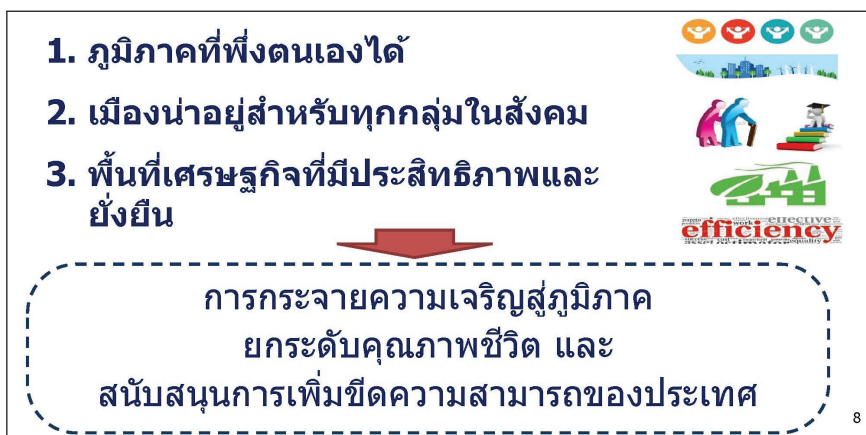 1. ภูมิภาคที่พึ่งตนเองได้
2. เมืองน่าอยู่สำหรับทุกกลุ่มในสังคม
3. พื้นที่เศรษฐกิจที่มีประสิทธิภาพและ
ยั่งยืน
effective
work
efficiency
การกระจายความเจริญสู่ภูมิภาค
ยกระดับคุณภาพชีวิต และ
สนับสนุนการเพิ่มขีดความสามารถของประเทศ
8